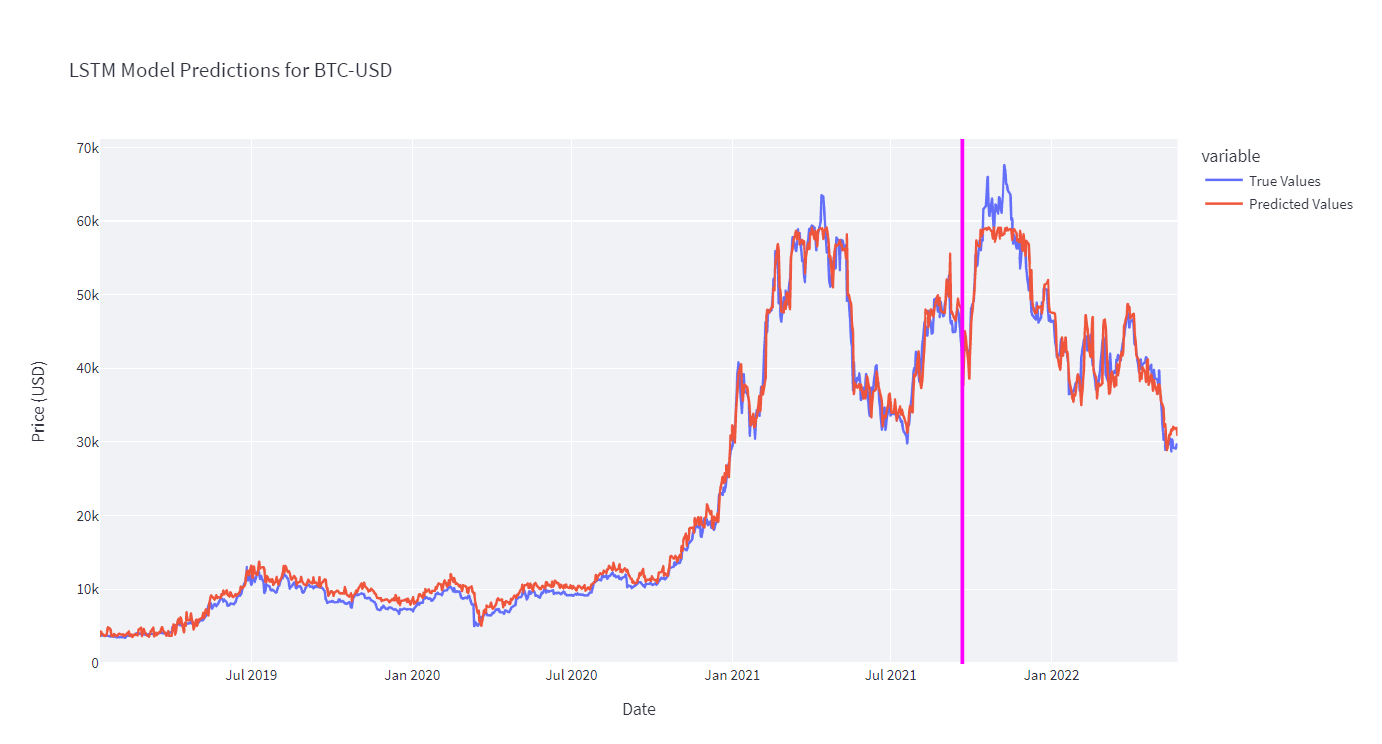 LSTM Model Predictions for BTC-USD
variable
True Values
Predicted Values
70k
60k
50k
40k
30k
20k
10k
0
Price (USD)
Jul 2019
Jan 2020
Jul 2020
Jan 2021
Jul 2021
Jan 2022
Date